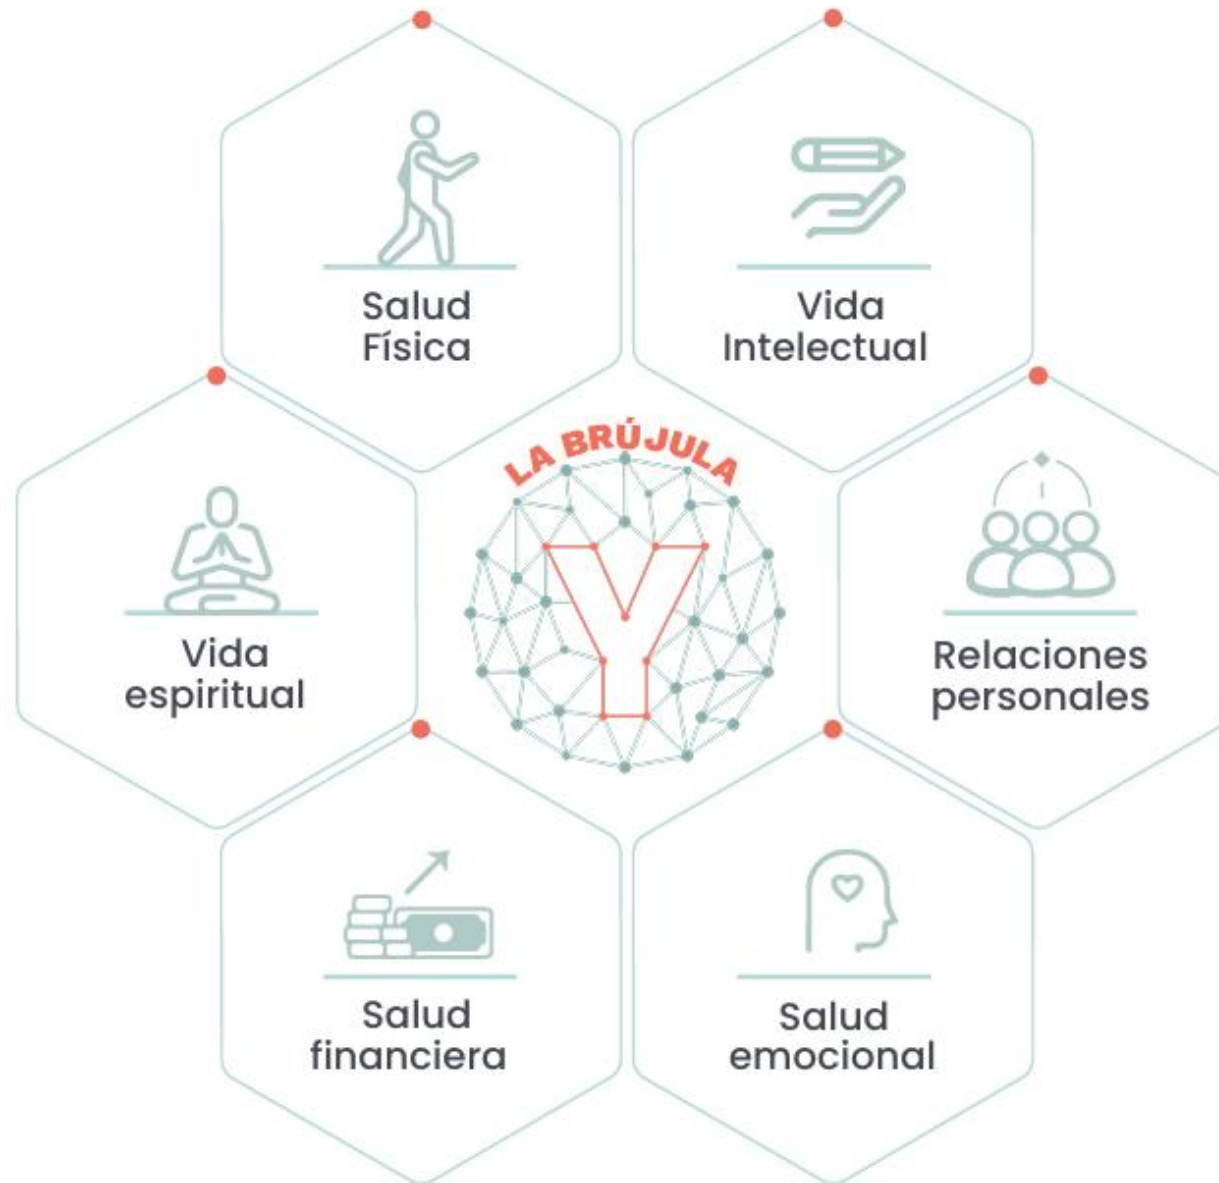 Salud
Física
Vida
Intelectual
LA BRÚJULA
Y
Vida
espiritual
Relaciones
personales
Salud
financiera
Salud
emocional